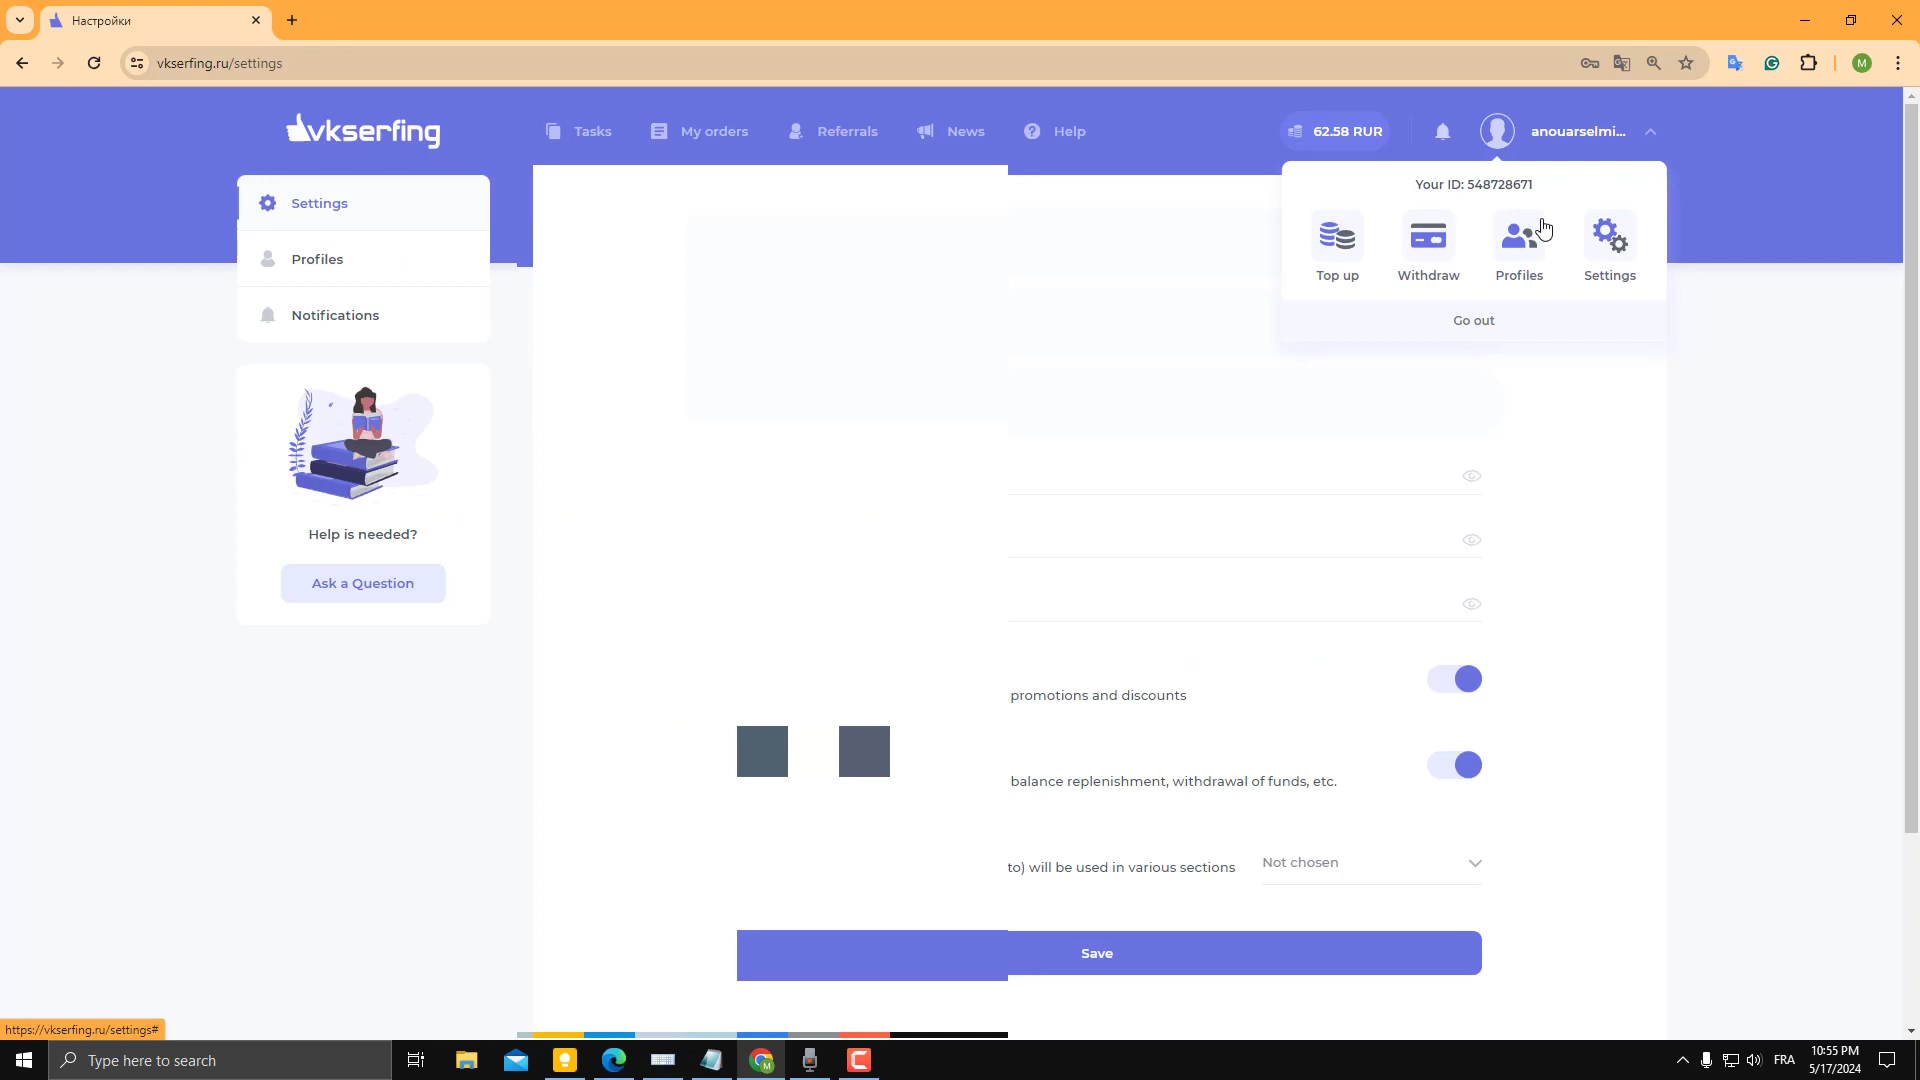 Настройки
vkserfing.ru/settings
M
vkserfing
Tasks
My orders
Referrals
News
Help
62.58 RUR
anouarselmi...
Your ID: 548728671
Top up
Withdraw
Profiles
Settings
Go out
Settings
Profiles
Notifications
Help is needed?
Ask a Question
promotions and discounts
balance replenishment, withdrawal of funds, etc.
to) will be used in various sections
Not chosen
Save
https://vkserfing.ru/settings#
Type here to search
FRA
10:55 PM
5/17/2024